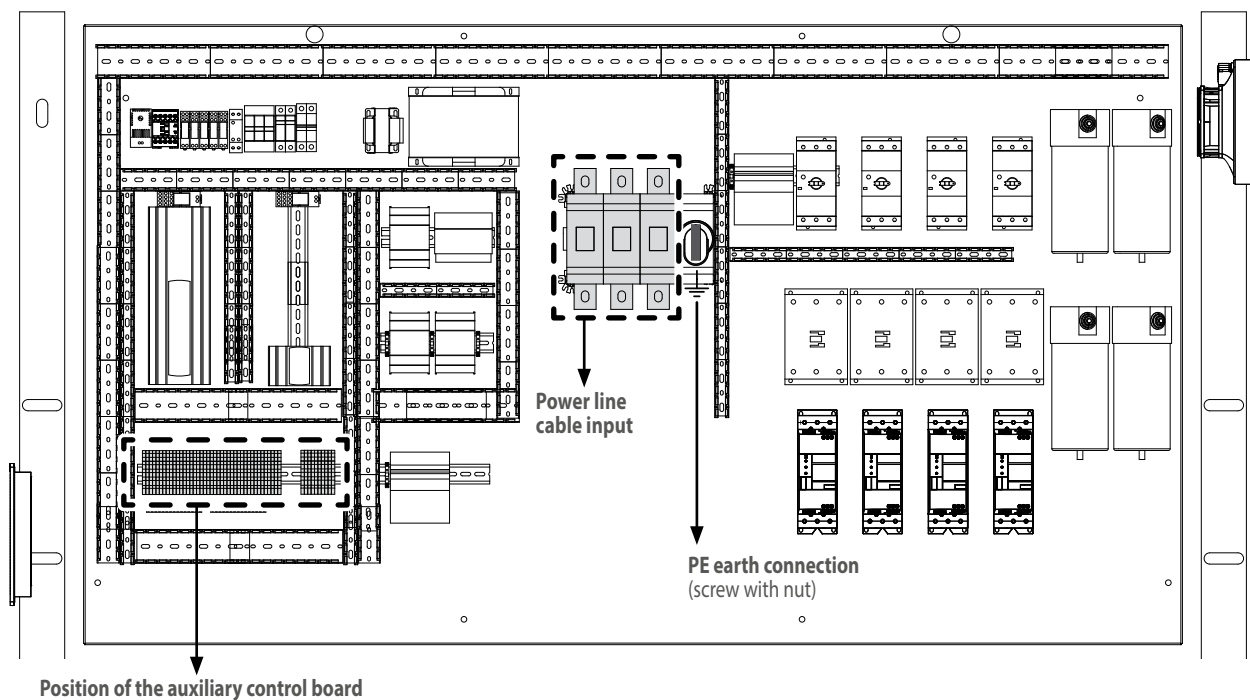 Power line
cable input
PE earth connection
(screw with nut)
Position of the auxiliary control board